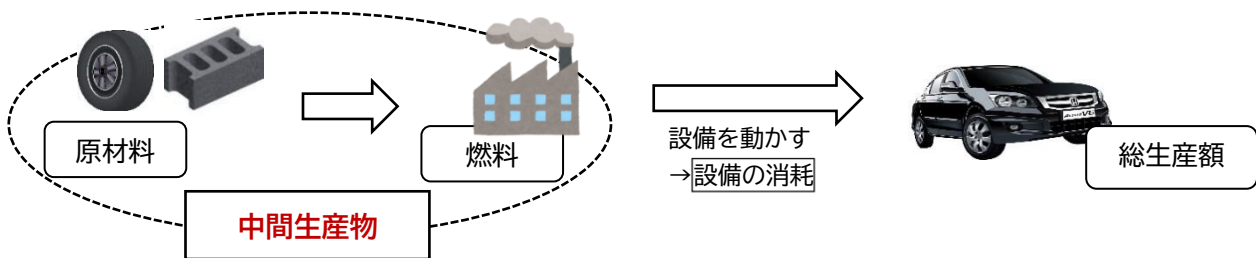 原材料
燃料
中間生産物
設備を動かす
→設備の消耗
総生産額